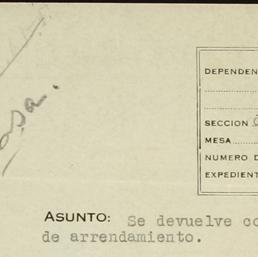 DEPENDEN
SECCION
MESA
NUMERO D
EXPEDIENT
ASUNTO: Se devuelve co
de arrendamiento.